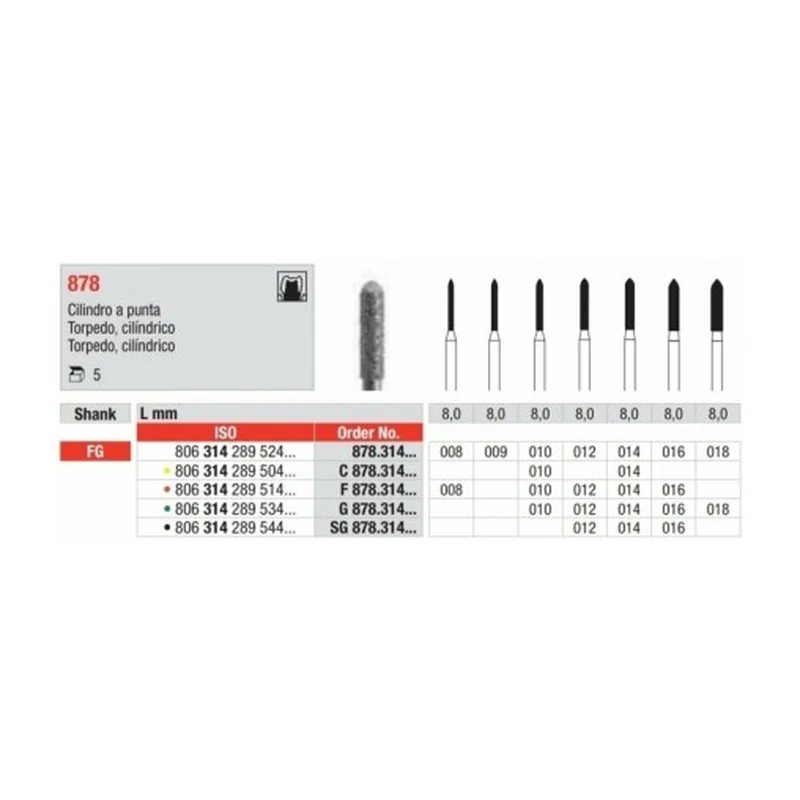 878
Cilindro a punta
Torpedo, cilíndrico
Torpedo, cilíndrico
5
Shank L mm 8,0 8,0 8,0 8,0 8,0 8,0 8,0
ISO Order No.
FG 806 314 289 524... 878.314... 008 009 010 012 014 016 018
806 314 289 504... C 878.314... 010 014
806 314 289 514... F 878.314... 008 010 012 014 016
806 314 289 534... G 878.314... 010 012 014 016 018
806 314 289 544... SG 878.314... 012 014 016